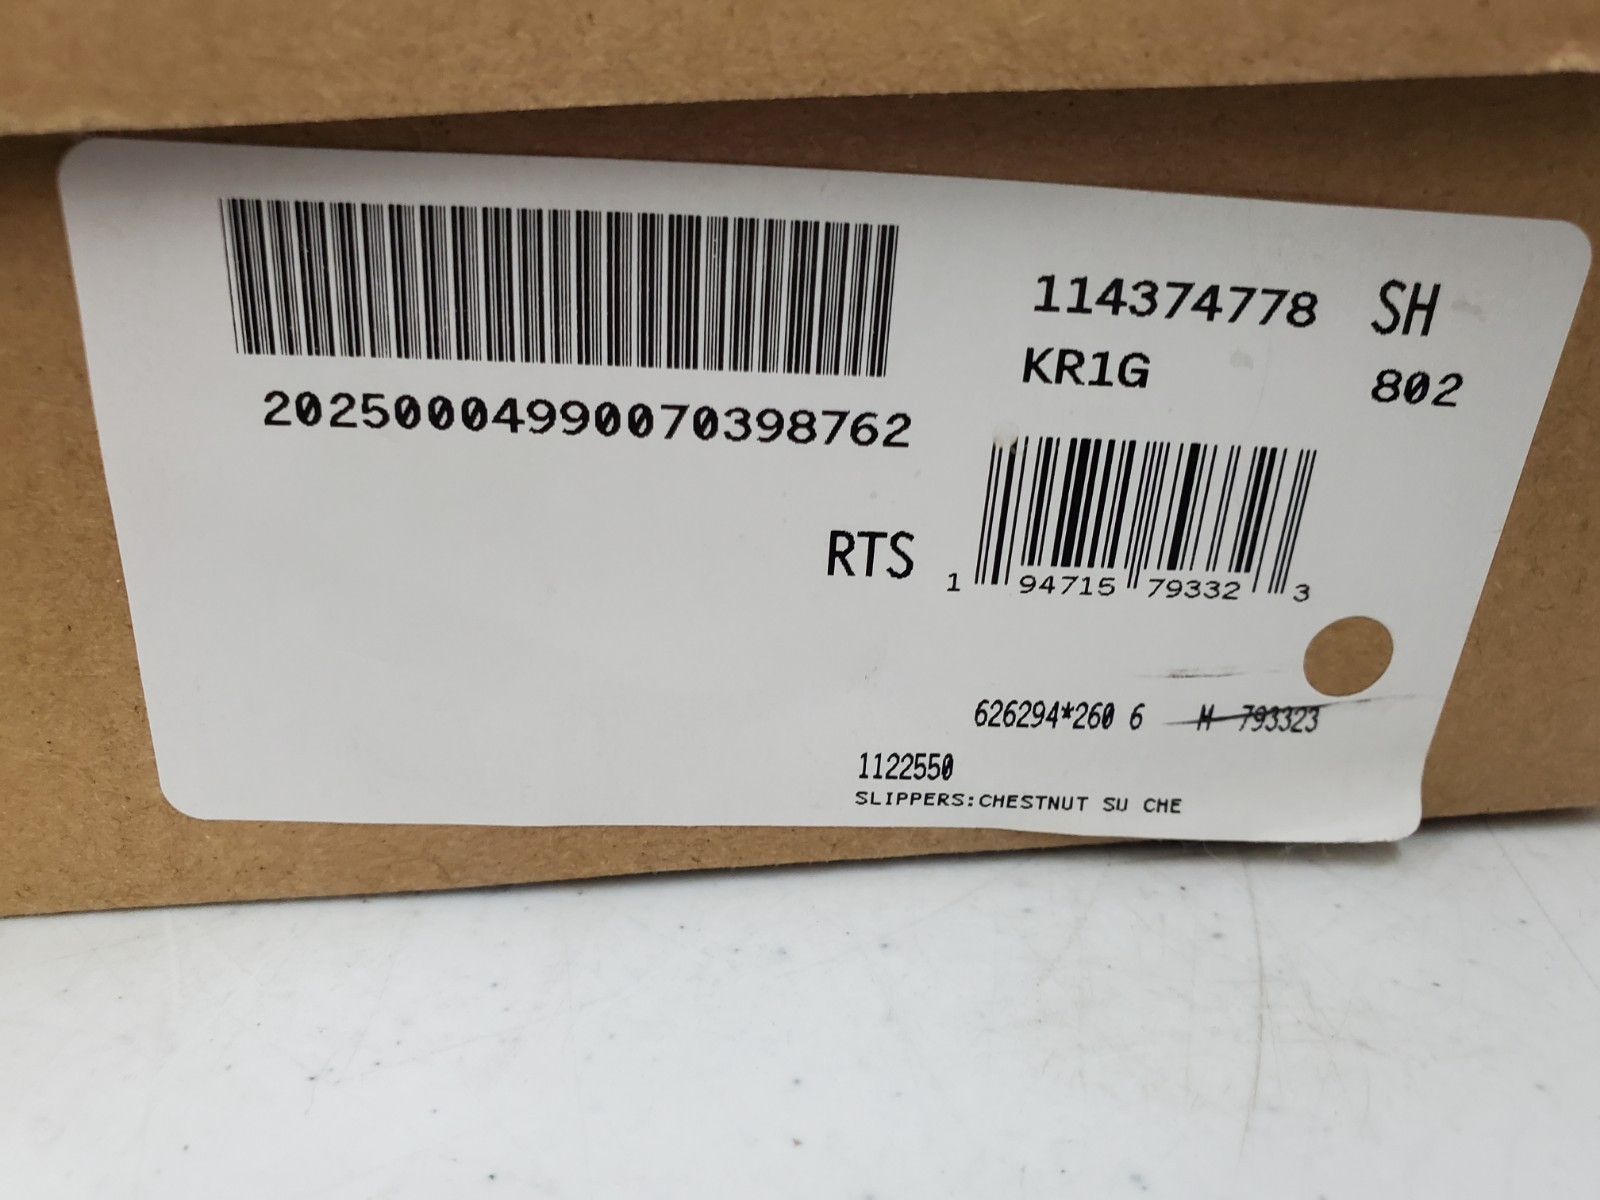 114374778 SH
KR1G 802
20250004990070398762
RTS
1 94715 79332 3
626294*260 6 M 793323
1122550
SLIPPERS:CHESTNUT SU CHE